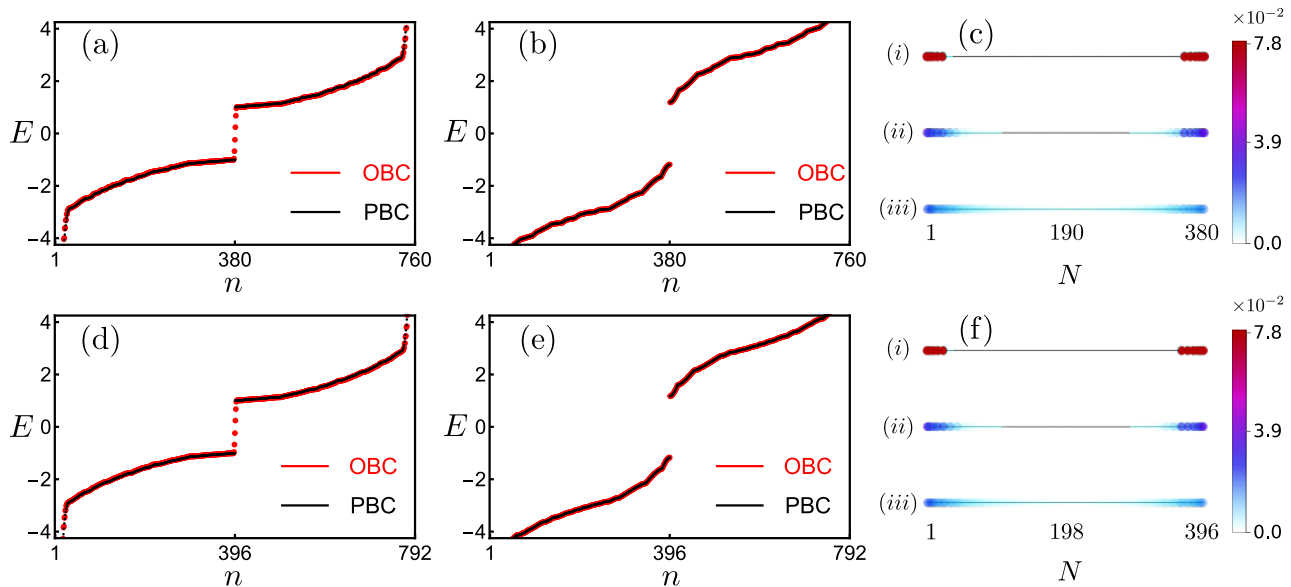 (a)
4
2
E 0
−2
−4
OBC
PBC
1 380 760
n
(b)
4
2
E 0
−2
−4
OBC
PBC
1 380 760
n
(c)
(i)
(ii)
(iii)
1 190 380
N
×10⁻²
7.8
3.9
0.0
(d)
4
2
E 0
−2
−4
OBC
PBC
1 396 792
n
(e)
4
2
E 0
−2
−4
OBC
PBC
1 396 792
n
(f)
(i)
(ii)
(iii)
1 198 396
N
×10⁻²
7.8
3.9
0.0